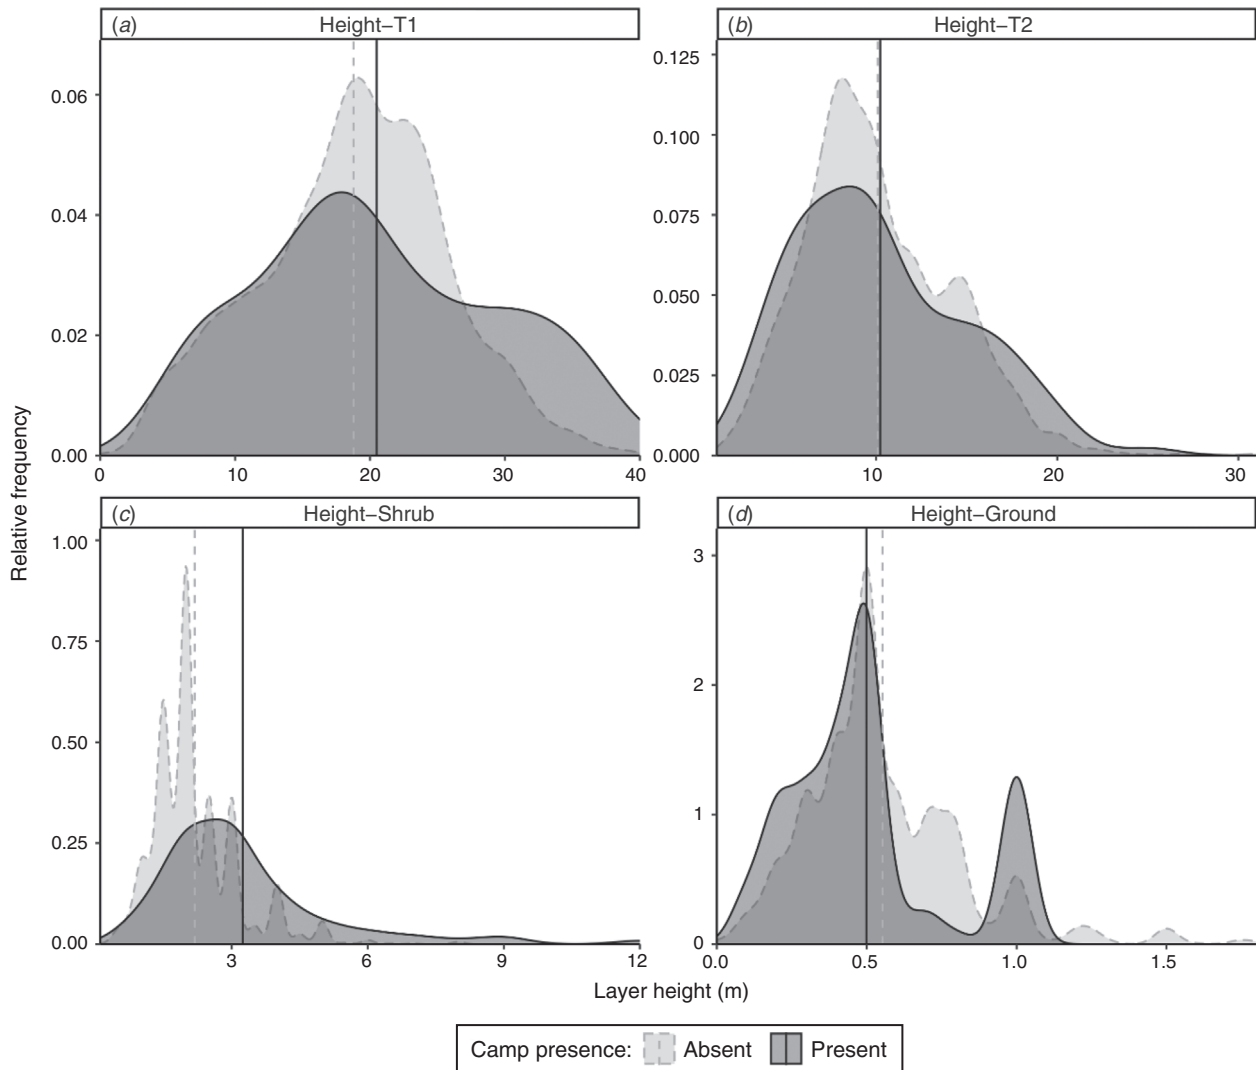 (a) Height–T1
(b) Height–T2
0.06
0.04
0.02
0.00
0 10 20 30 40
0.125
0.100
0.075
0.050
0.025
0.000
10 20 30
Relative frequency
(c) Height–Shrub
(d) Height–Ground
1.00
0.75
0.50
0.25
0.00
3 6 9 12
3
2
1
0
0.0 0.5 1.0 1.5
Layer height (m)
Camp presence: Absent Present